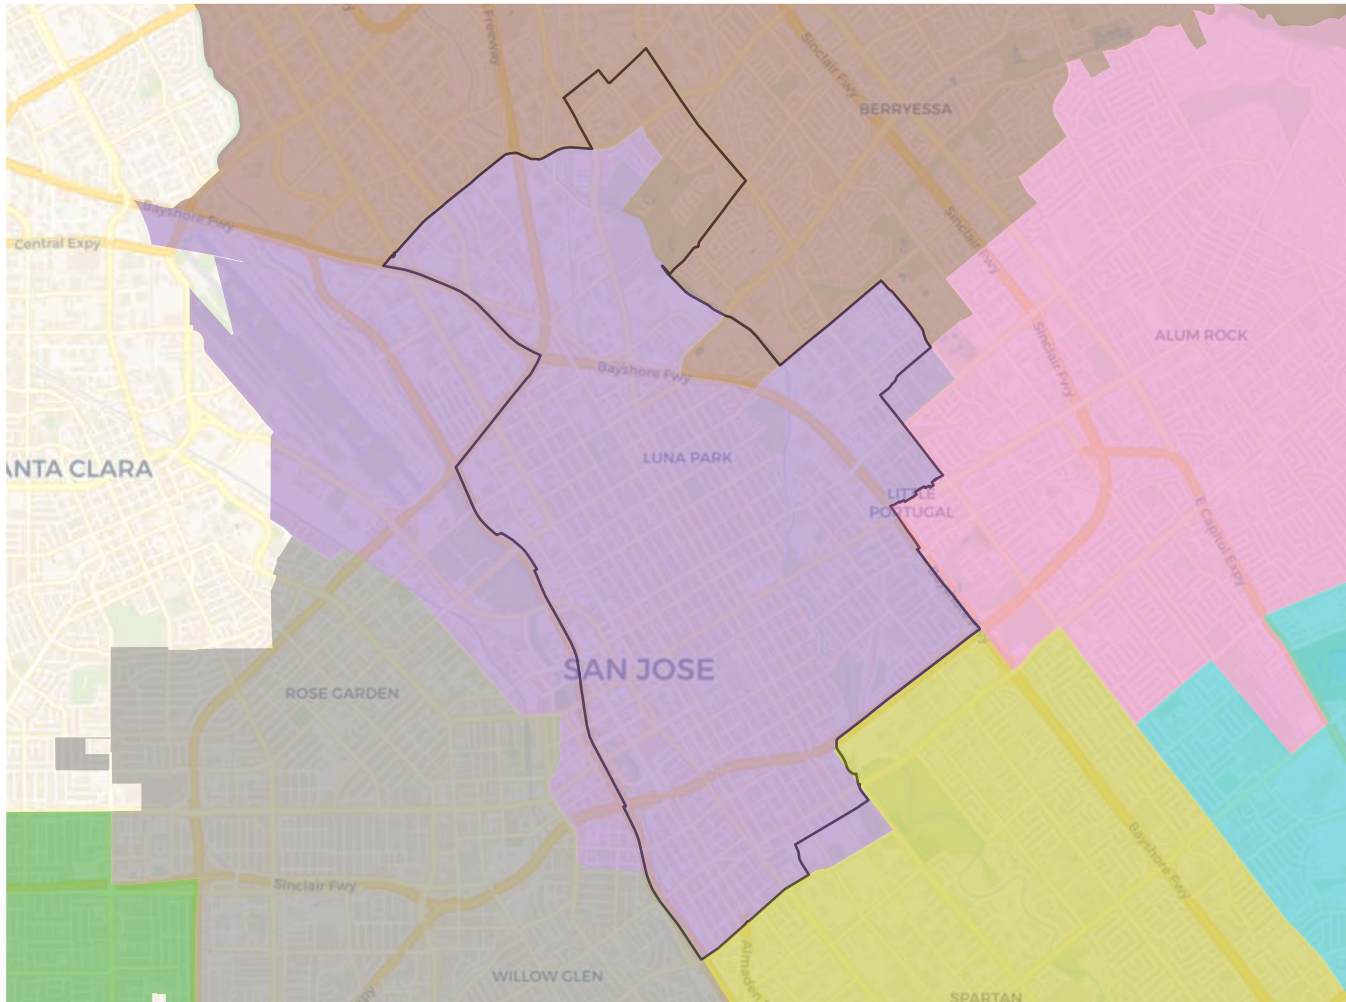 Freeway
Sinclair Fwy
BERRYESSA
Bayshore Fwy
Central Expy
Sinclair Fwy
Sinclair Fwy
ALUM ROCK
Bayshore Fwy
LUNA PARK
ANTA CLARA
LITTLE
PORTUGAL
E Capitol Expy
SAN JOSE
ROSE GARDEN
Sinclair Fwy
Bayshore Fwy
WILLOW GLEN
Almaden
SPARTAN